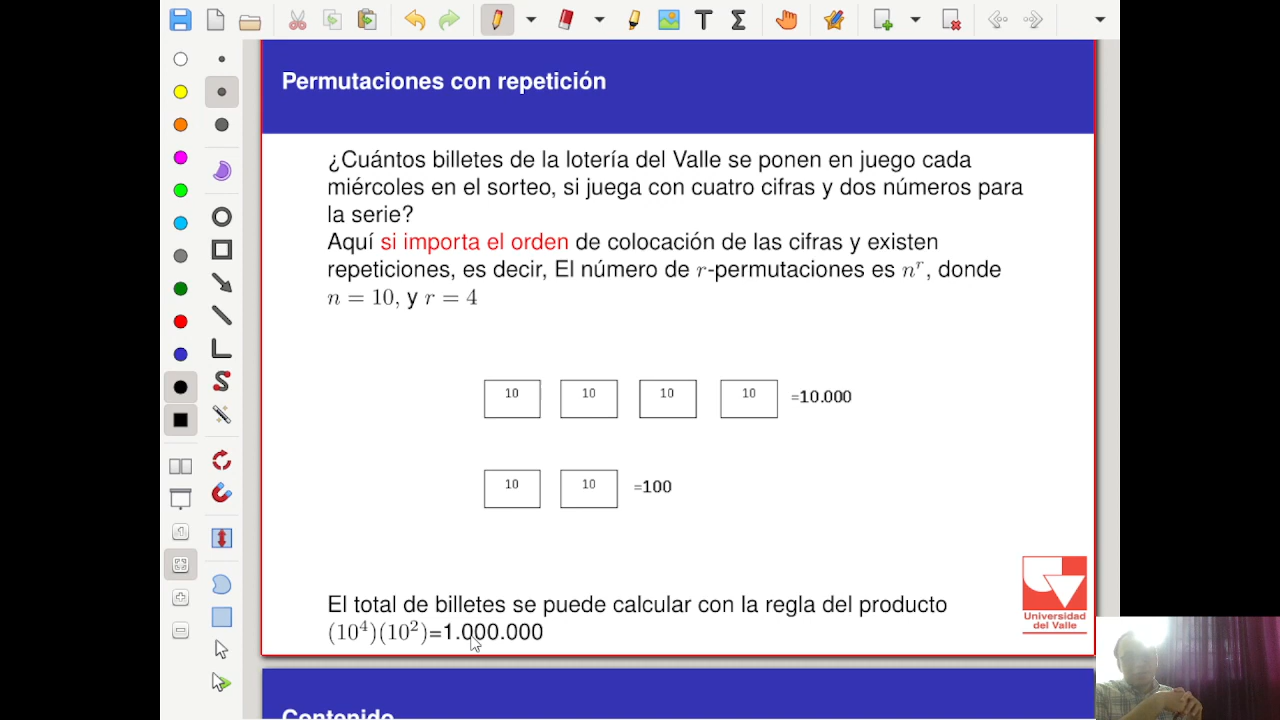 Permutaciones con repetición
¿Cuántos billetes de la lotería del Valle se ponen en juego cada
miércoles en el sorteo, si juega con cuatro cifras y dos números para
la serie?
Aquí si importa el orden de colocación de las cifras y existen
repeticiones, es decir, El número de r-permutaciones es n^r, donde
n = 10, y r = 4
10 10 10 10 =10.000
10 10 =100
El total de billetes se puede calcular con la regla del producto
(10^4)(10^2)=1.000.000
Universidad
del Valle
Contenido